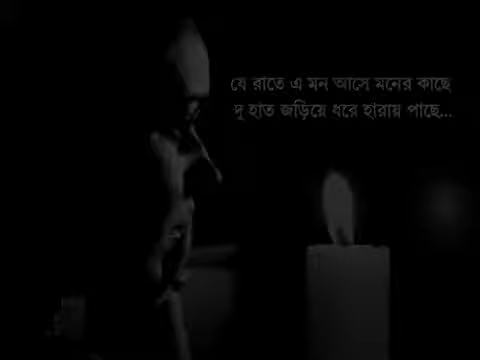 যে রাতে এ মন আসে মনের কাছে
দু হাত জড়িয়ে ধরে হারায় পাছে...